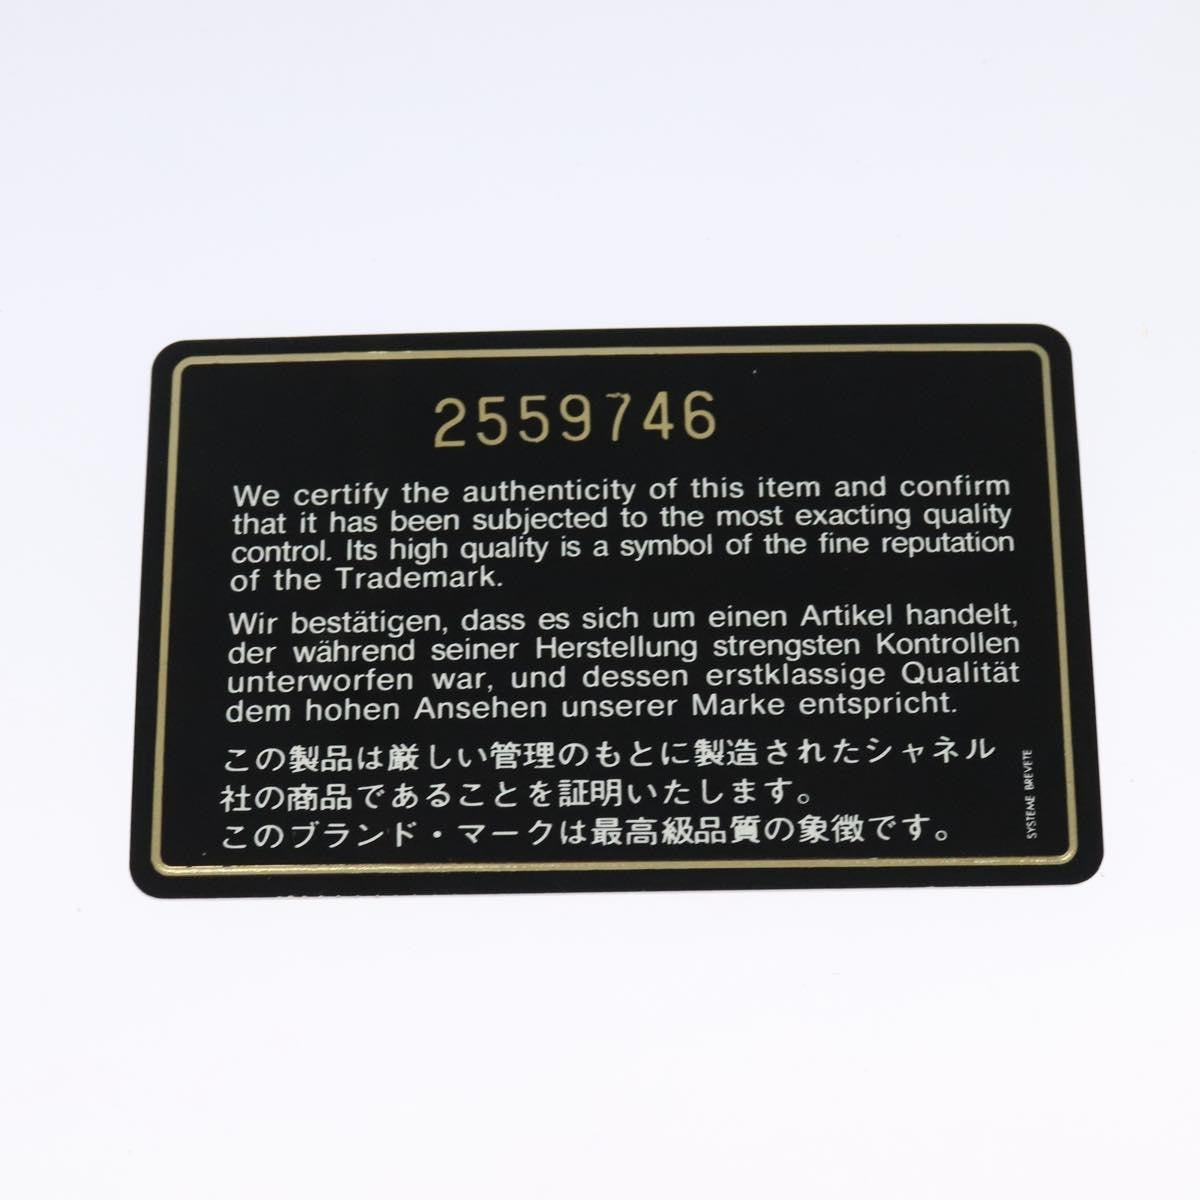 2559746
We certify the authenticity of this item and confirm
that it has been subjected to the most exacting quality
control. Its high quality is a symbol of the fine reputation
of the Trademark.
Wir bestätigen, dass es sich um einen Artikel handelt,
der während seiner Herstellung strengsten Kontrollen
unterworfen war, und dessen erstklassige Qualität
dem hohen Ansehen unserer Marke entspricht.
この製品は厳しい管理のもとに製造されたシャネル
社の商品であることを証明いたします。
このブランド・マークは最高級品質の象徴です。
SYSTEME BREVETE